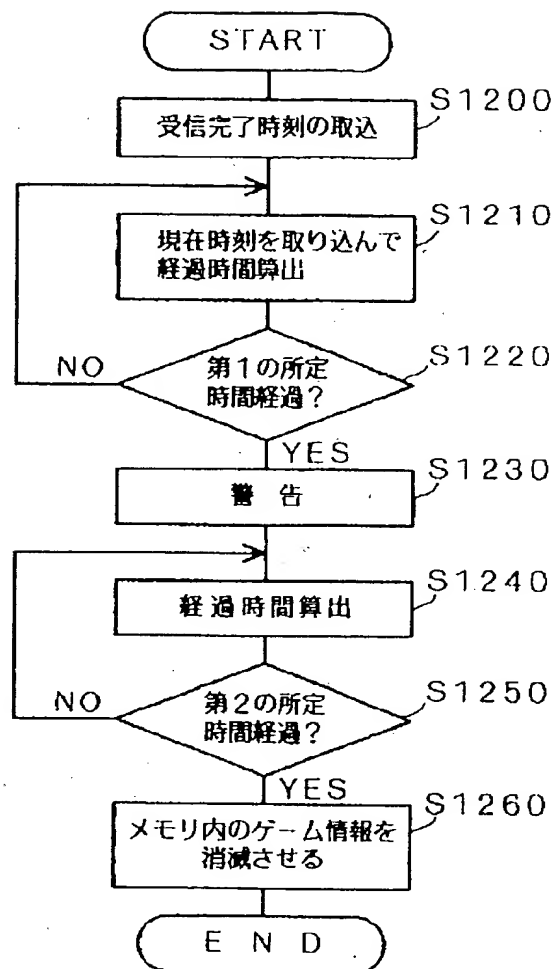 START
受信完了時刻の取込
S1200
現在時刻を取り込んで
経過時間算出
S1210
第1の所定
時間経過?
S1220
NO
YES
警 告
S1230
経過時間算出
S1240
第2の所定
時間経過?
S1250
NO
YES
メモリ内のゲーム情報を
消滅させる
S1260
E N D